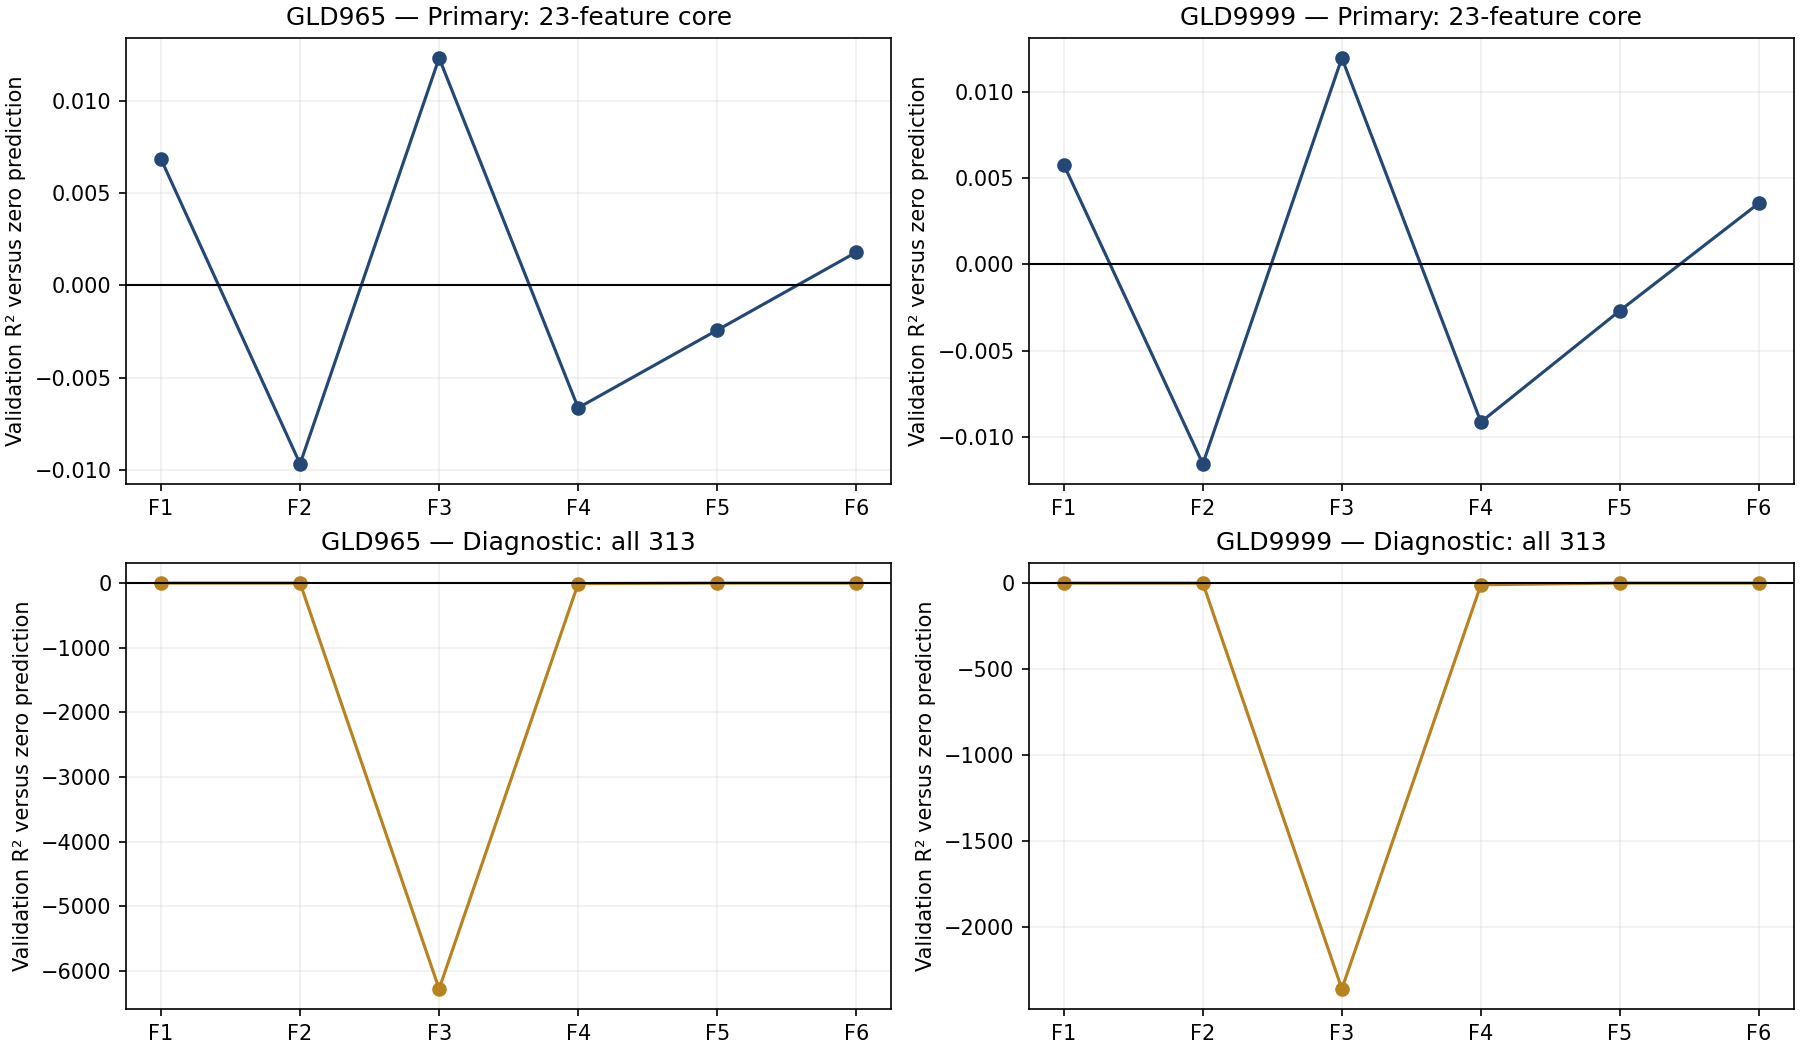 GLD965 — Primary: 23-feature core
Validation R² versus zero prediction
0.010
0.005
0.000
−0.005
−0.010
F1 F2 F3 F4 F5 F6
GLD9999 — Primary: 23-feature core
Validation R² versus zero prediction
0.010
0.005
0.000
−0.005
−0.010
F1 F2 F3 F4 F5 F6
GLD965 — Diagnostic: all 313
Validation R² versus zero prediction
0
−1000
−2000
−3000
−4000
−5000
−6000
F1 F2 F3 F4 F5 F6
GLD9999 — Diagnostic: all 313
Validation R² versus zero prediction
0
−500
−1000
−1500
−2000
F1 F2 F3 F4 F5 F6